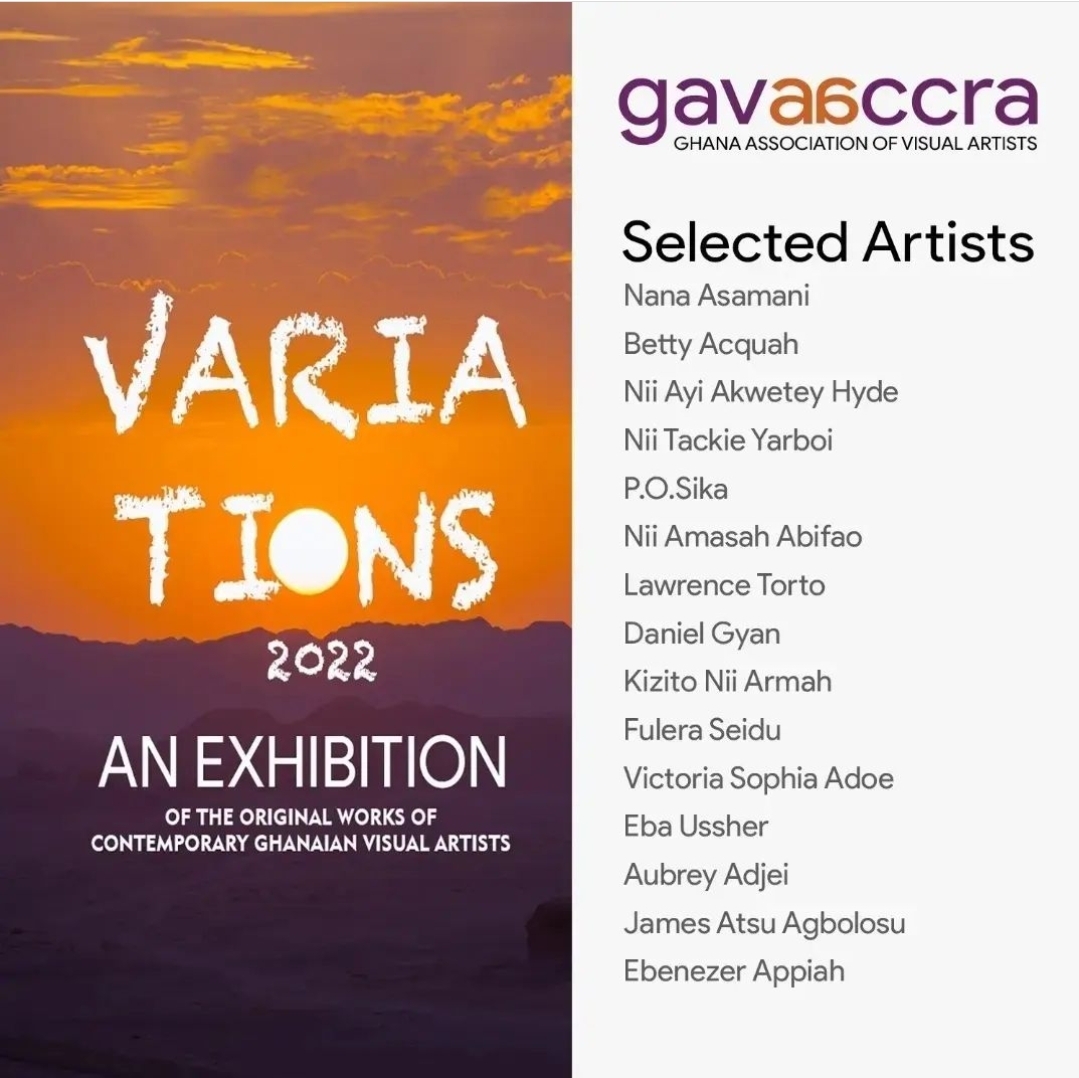 VARIA
TIONS
2022
AN EXHIBITION
OF THE ORIGINAL WORKS OF
CONTEMPORARY GHANAIAN VISUAL ARTISTS
gavaaccra
GHANA ASSOCIATION OF VISUAL ARTISTS
Selected Artists
Nana Asamani
Betty Acquah
Nii Ayi Akwetey Hyde
Nii Tackie Yarboi
P.O.Sika
Nii Amasah Abifao
Lawrence Torto
Daniel Gyan
Kizito Nii Armah
Fulera Seidu
Victoria Sophia Adoe
Eba Ussher
Aubrey Adjei
James Atsu Agbolosu
Ebenezer Appiah